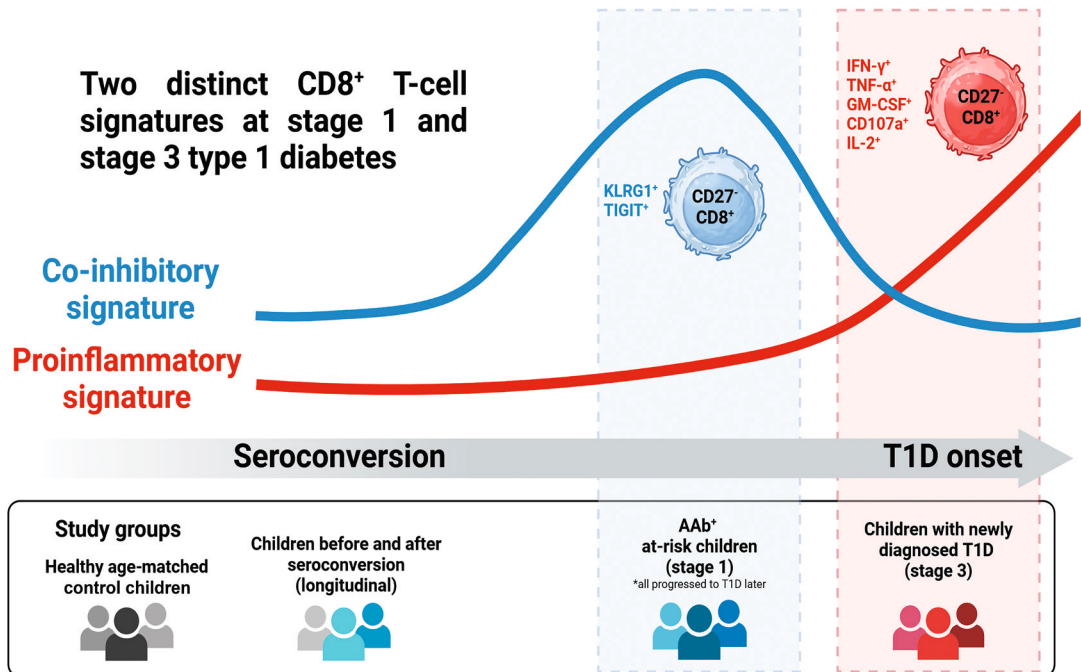 Two distinct CD8⁺ T-cell
signatures at stage 1 and
stage 3 type 1 diabetes
IFN-γ⁺
TNF-α⁺
GM-CSF⁺
CD107a⁺
IL-2⁺
CD27⁻
CD8⁺
KLRG1⁺
TIGIT⁺
CD27⁻
CD8⁺
Co-inhibitory
signature
Proinflammatory
signature
Seroconversion
T1D onset
Study groups
Healthy age-matched
control children
Children before and after
seroconversion
(longitudinal)
AAb⁺
at-risk children
(stage 1)
*all progressed to T1D later
Children with newly
diagnosed T1D
(stage 3)